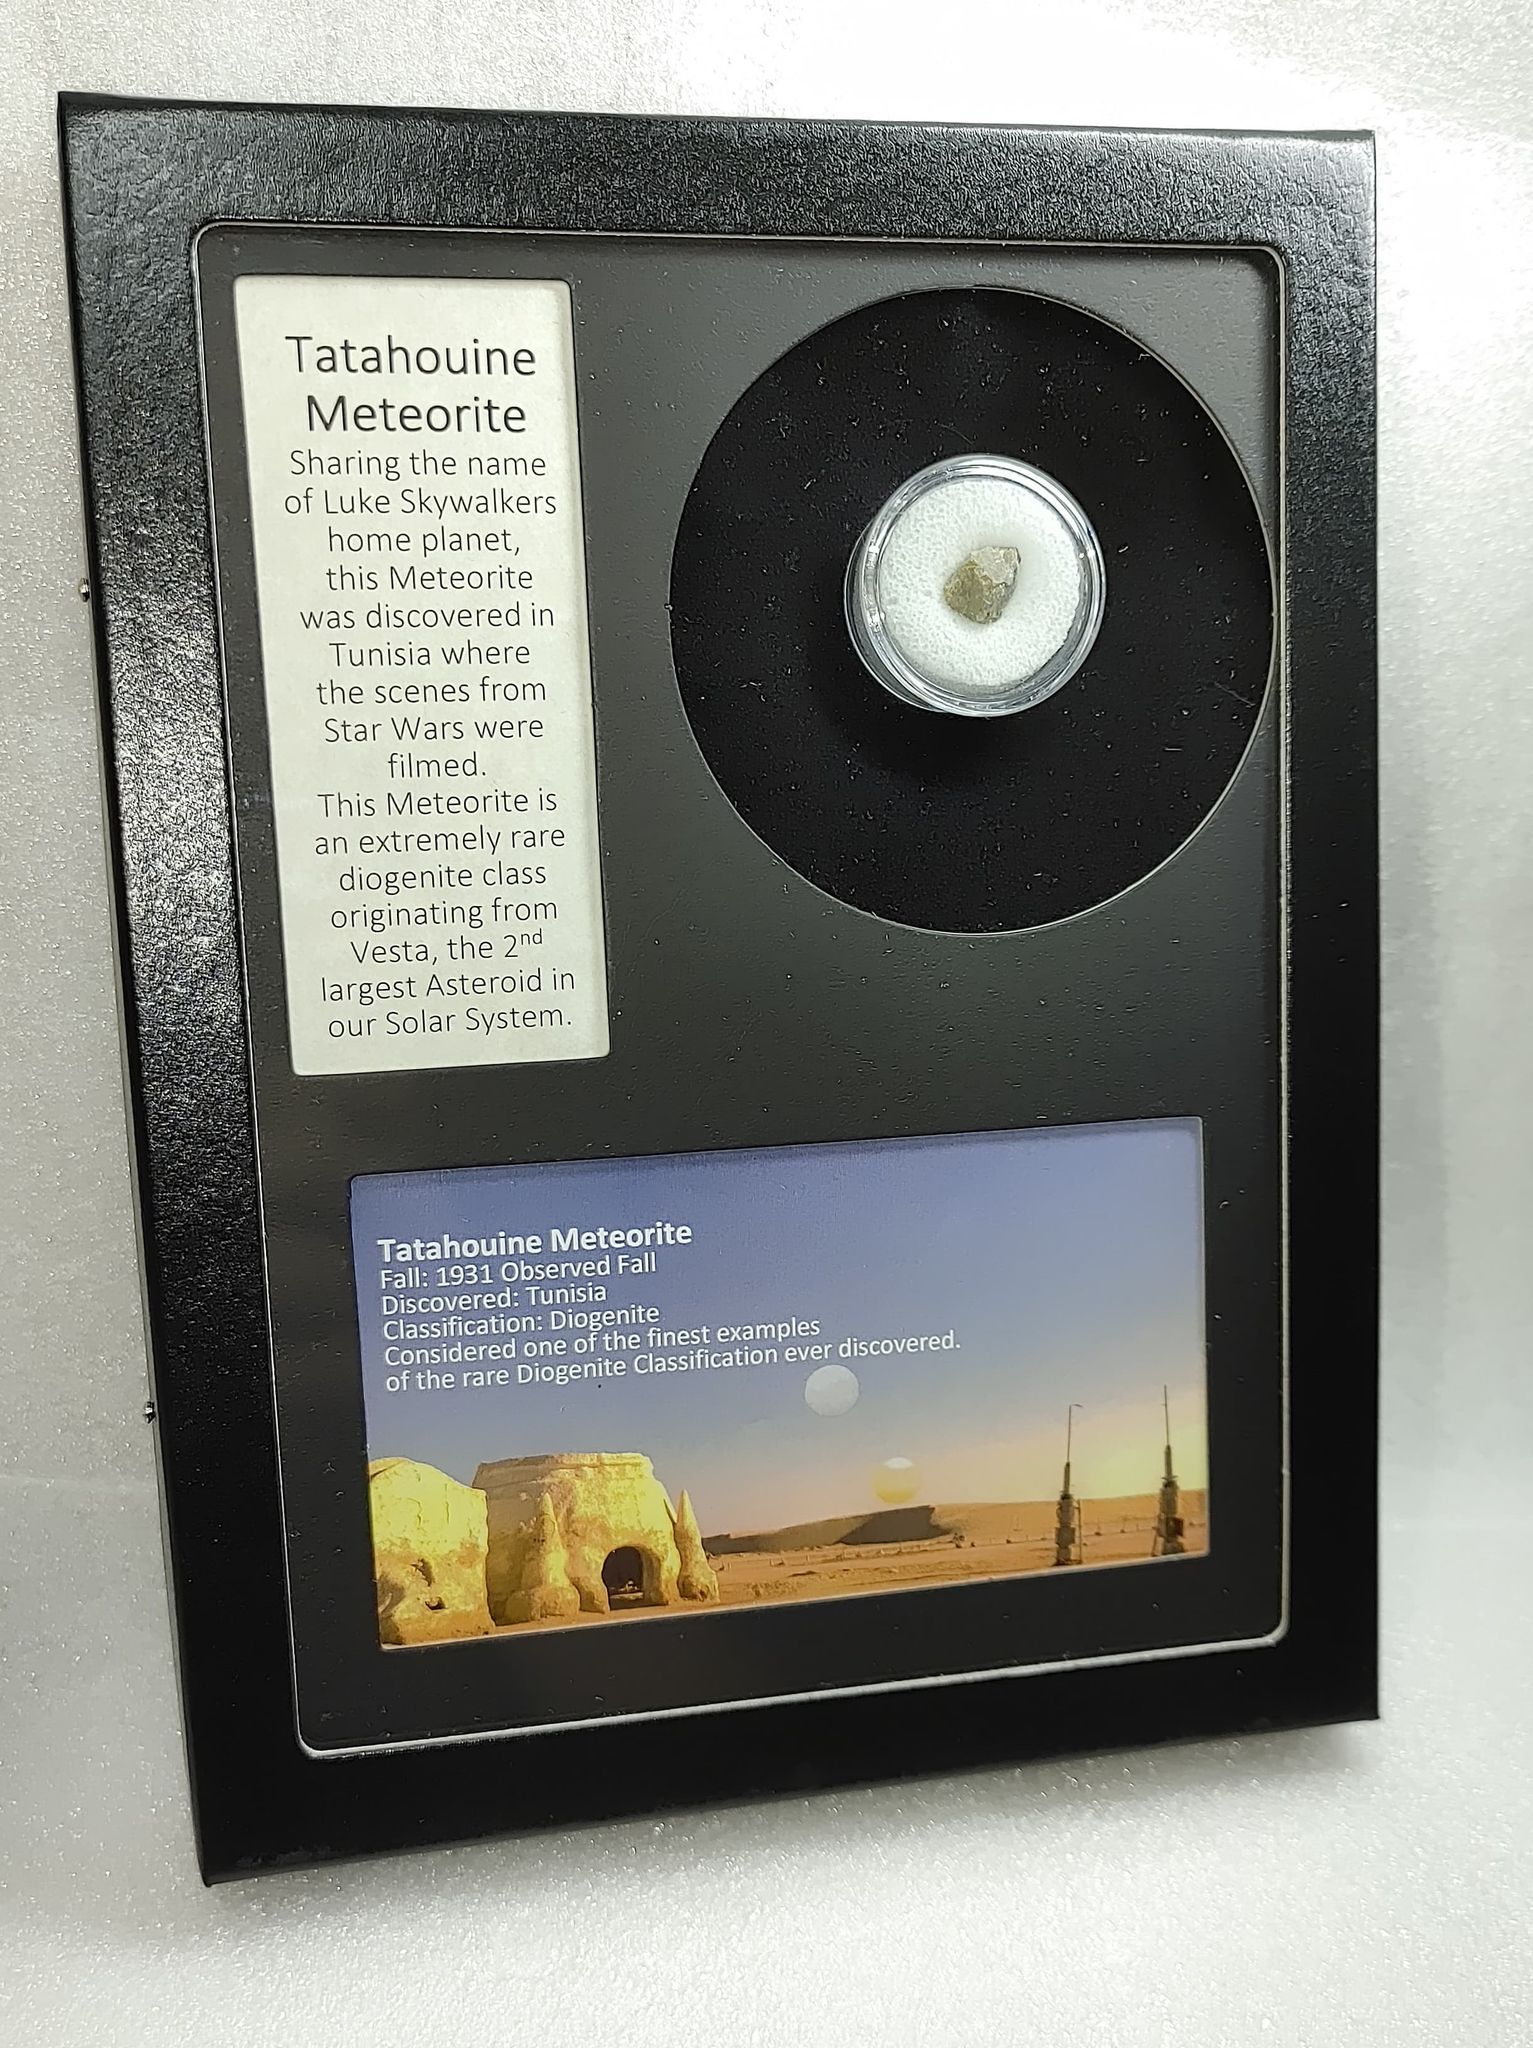 Tatahouine
Meteorite
Sharing the name
of Luke Skywalkers
home planet,
this Meteorite
was discovered in
Tunisia where
the scenes from
Star Wars were
filmed.
This Meteorite is
an extremely rare
diogenite class
originating from
Vesta, the 2nd
largest Asteroid in
our Solar System.
Tatahouine Meteorite
Fall: 1931 Observed Fall
Discovered: Tunisia
Classification: Diogenite
Considered one of the finest examples
of the rare Diogenite Classification ever discovered.